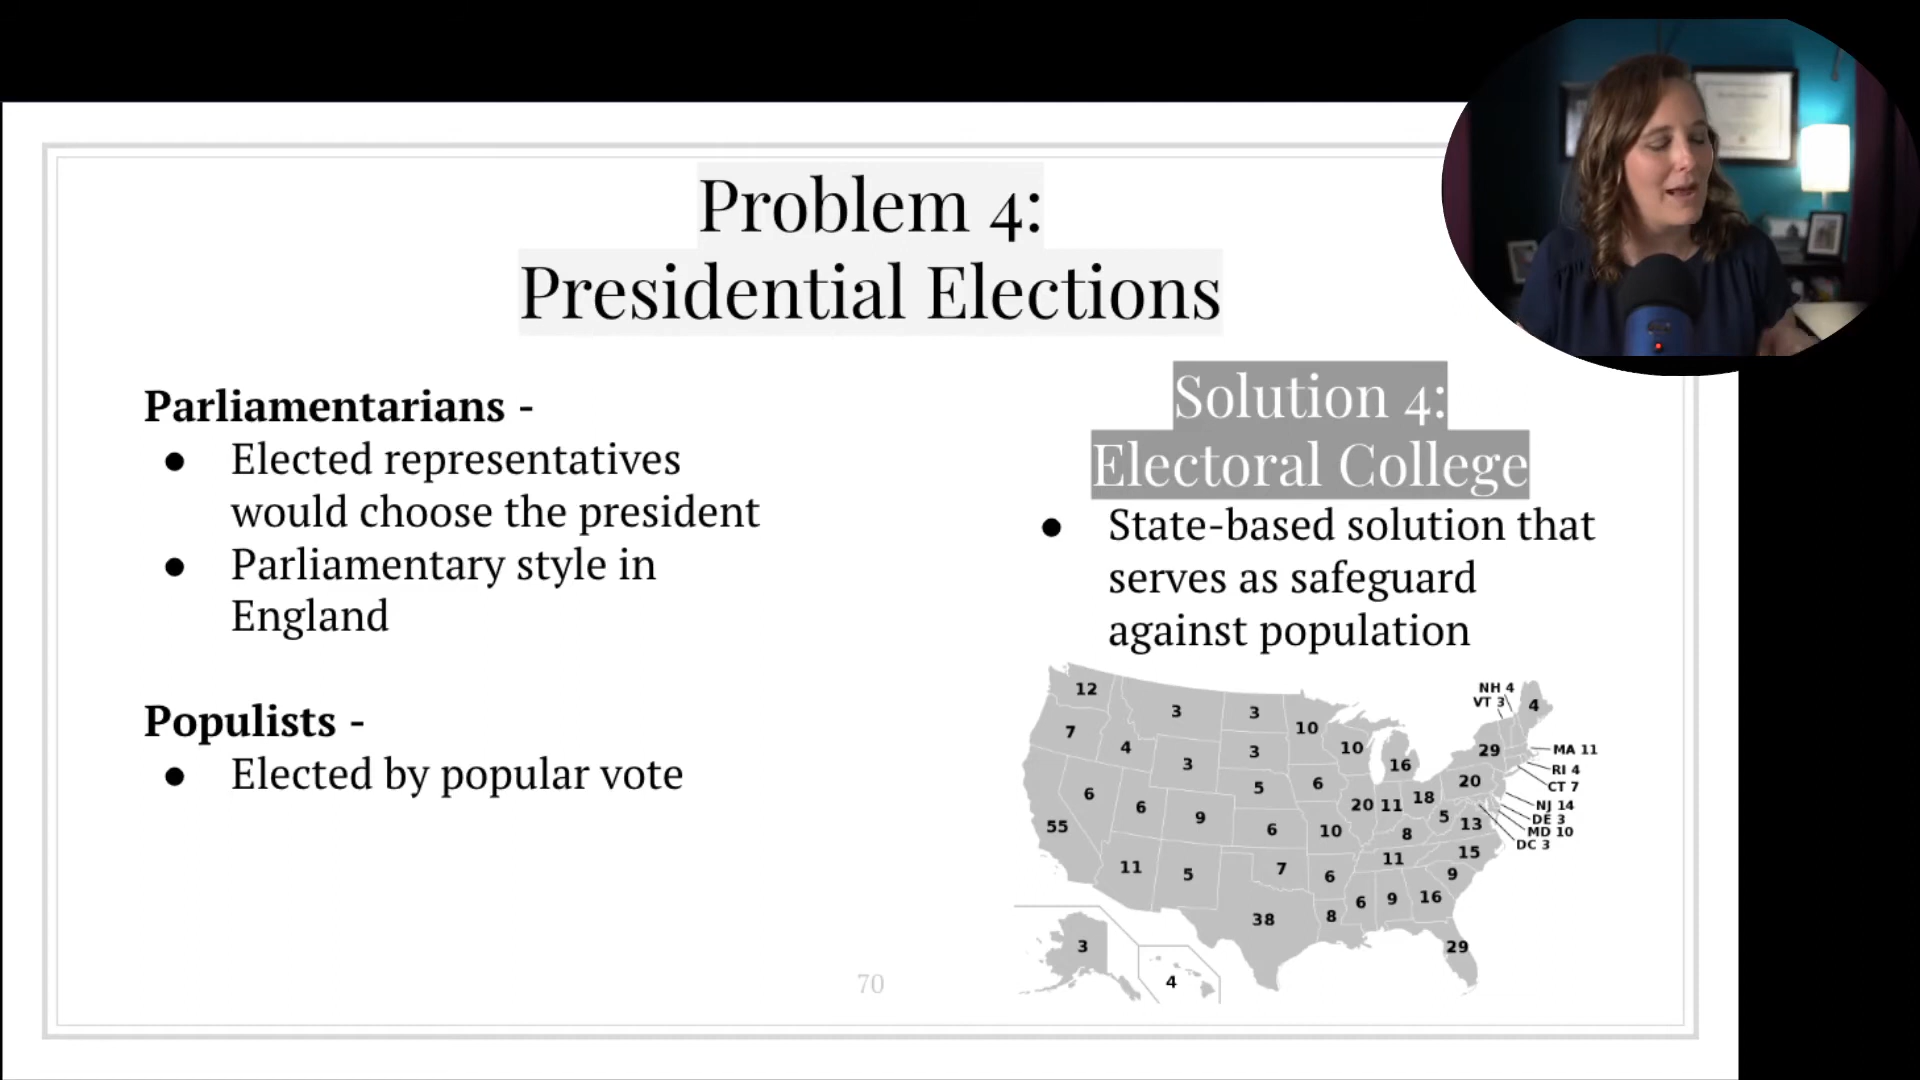 Problem 4:
Presidential Elections
Parliamentarians -
● Elected representatives
would choose the president
● Parliamentary style in
England
Populists -
● Elected by popular vote
Solution 4:
Electoral College
● State-based solution that
serves as safeguard
against population
12
7
3
4
3
3
3
10
10
16
NH 4
VT 3
4
29
MA 11
RI 4
CT 7
20
NJ 14
DE 3
MD 10
DC 3
6
55
6
9
5
6
6
10
20
11
18
5
13
8
15
11
9
11
5
7
6
38
8
6
9
16
29
3
4
70